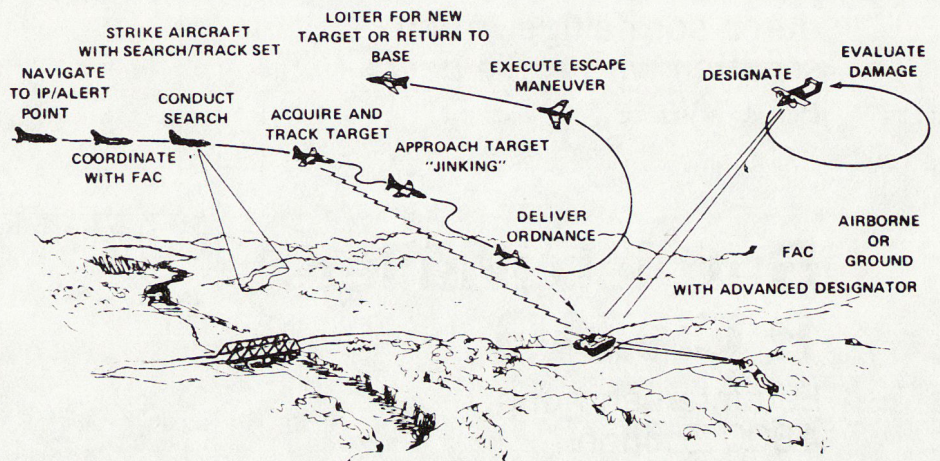 STRIKE AIRCRAFT
WITH SEARCH/TRACK SET
NAVIGATE
TO IP/ALERT
POINT
COORDINATE
WITH FAC
CONDUCT
SEARCH
ACQUIRE AND
TRACK TARGET
APPROACH TARGET
"JINKING"
DELIVER
ORDNANCE
EXECUTE ESCAPE
MANEUVER
LOITER FOR NEW
TARGET OR RETURN TO
BASE
DESIGNATE
EVALUATE
DAMAGE
FAC
AIRBORNE
OR
GROUND
WITH ADVANCED DESIGNATOR